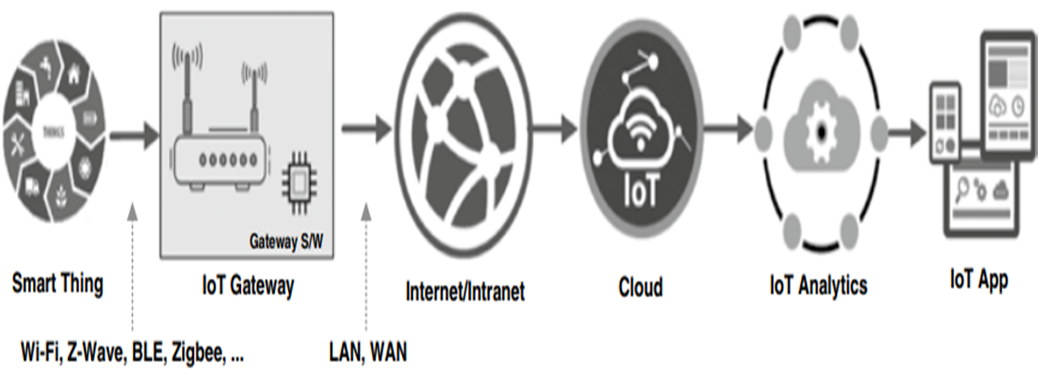 THINGS
Gateway S/W
IoT
Smart Thing
IoT Gateway
Internet/Intranet
Cloud
IoT Analytics
IoT App
Wi-Fi, Z-Wave, BLE, Zigbee, ...
LAN, WAN